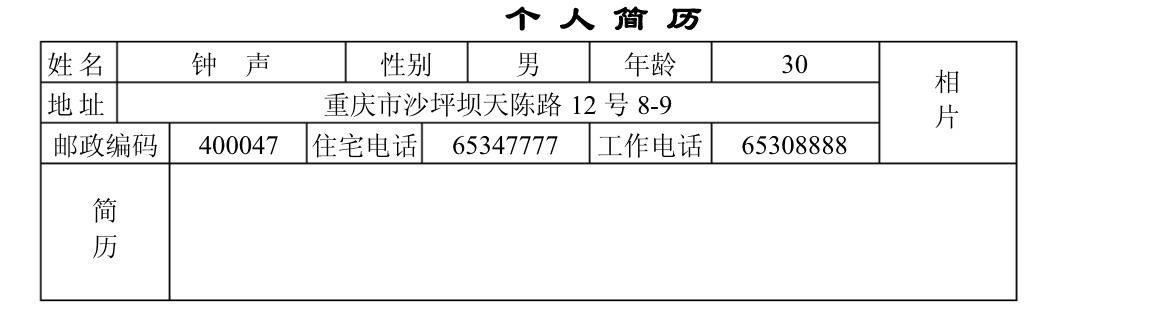 个人简历
姓名 钟 声 性别 男 年龄 30 相片
地址 重庆市沙坪坝天陈路 12 号 8-9
邮政编码 400047 住宅电话 65347777 工作电话 65308888
简历